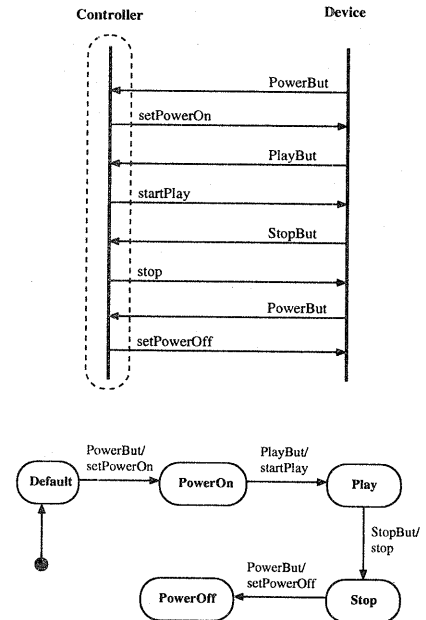 Controller Device
PowerBut
setPowerOn
PlayBut
startPlay
StopBut
stop
PowerBut
setPowerOff
PowerBut/
setPowerOn
PlayBut/
startPlay
Default
PowerOn
Play
StopBut/
stop
PowerBut/
setPowerOff
PowerOff
Stop